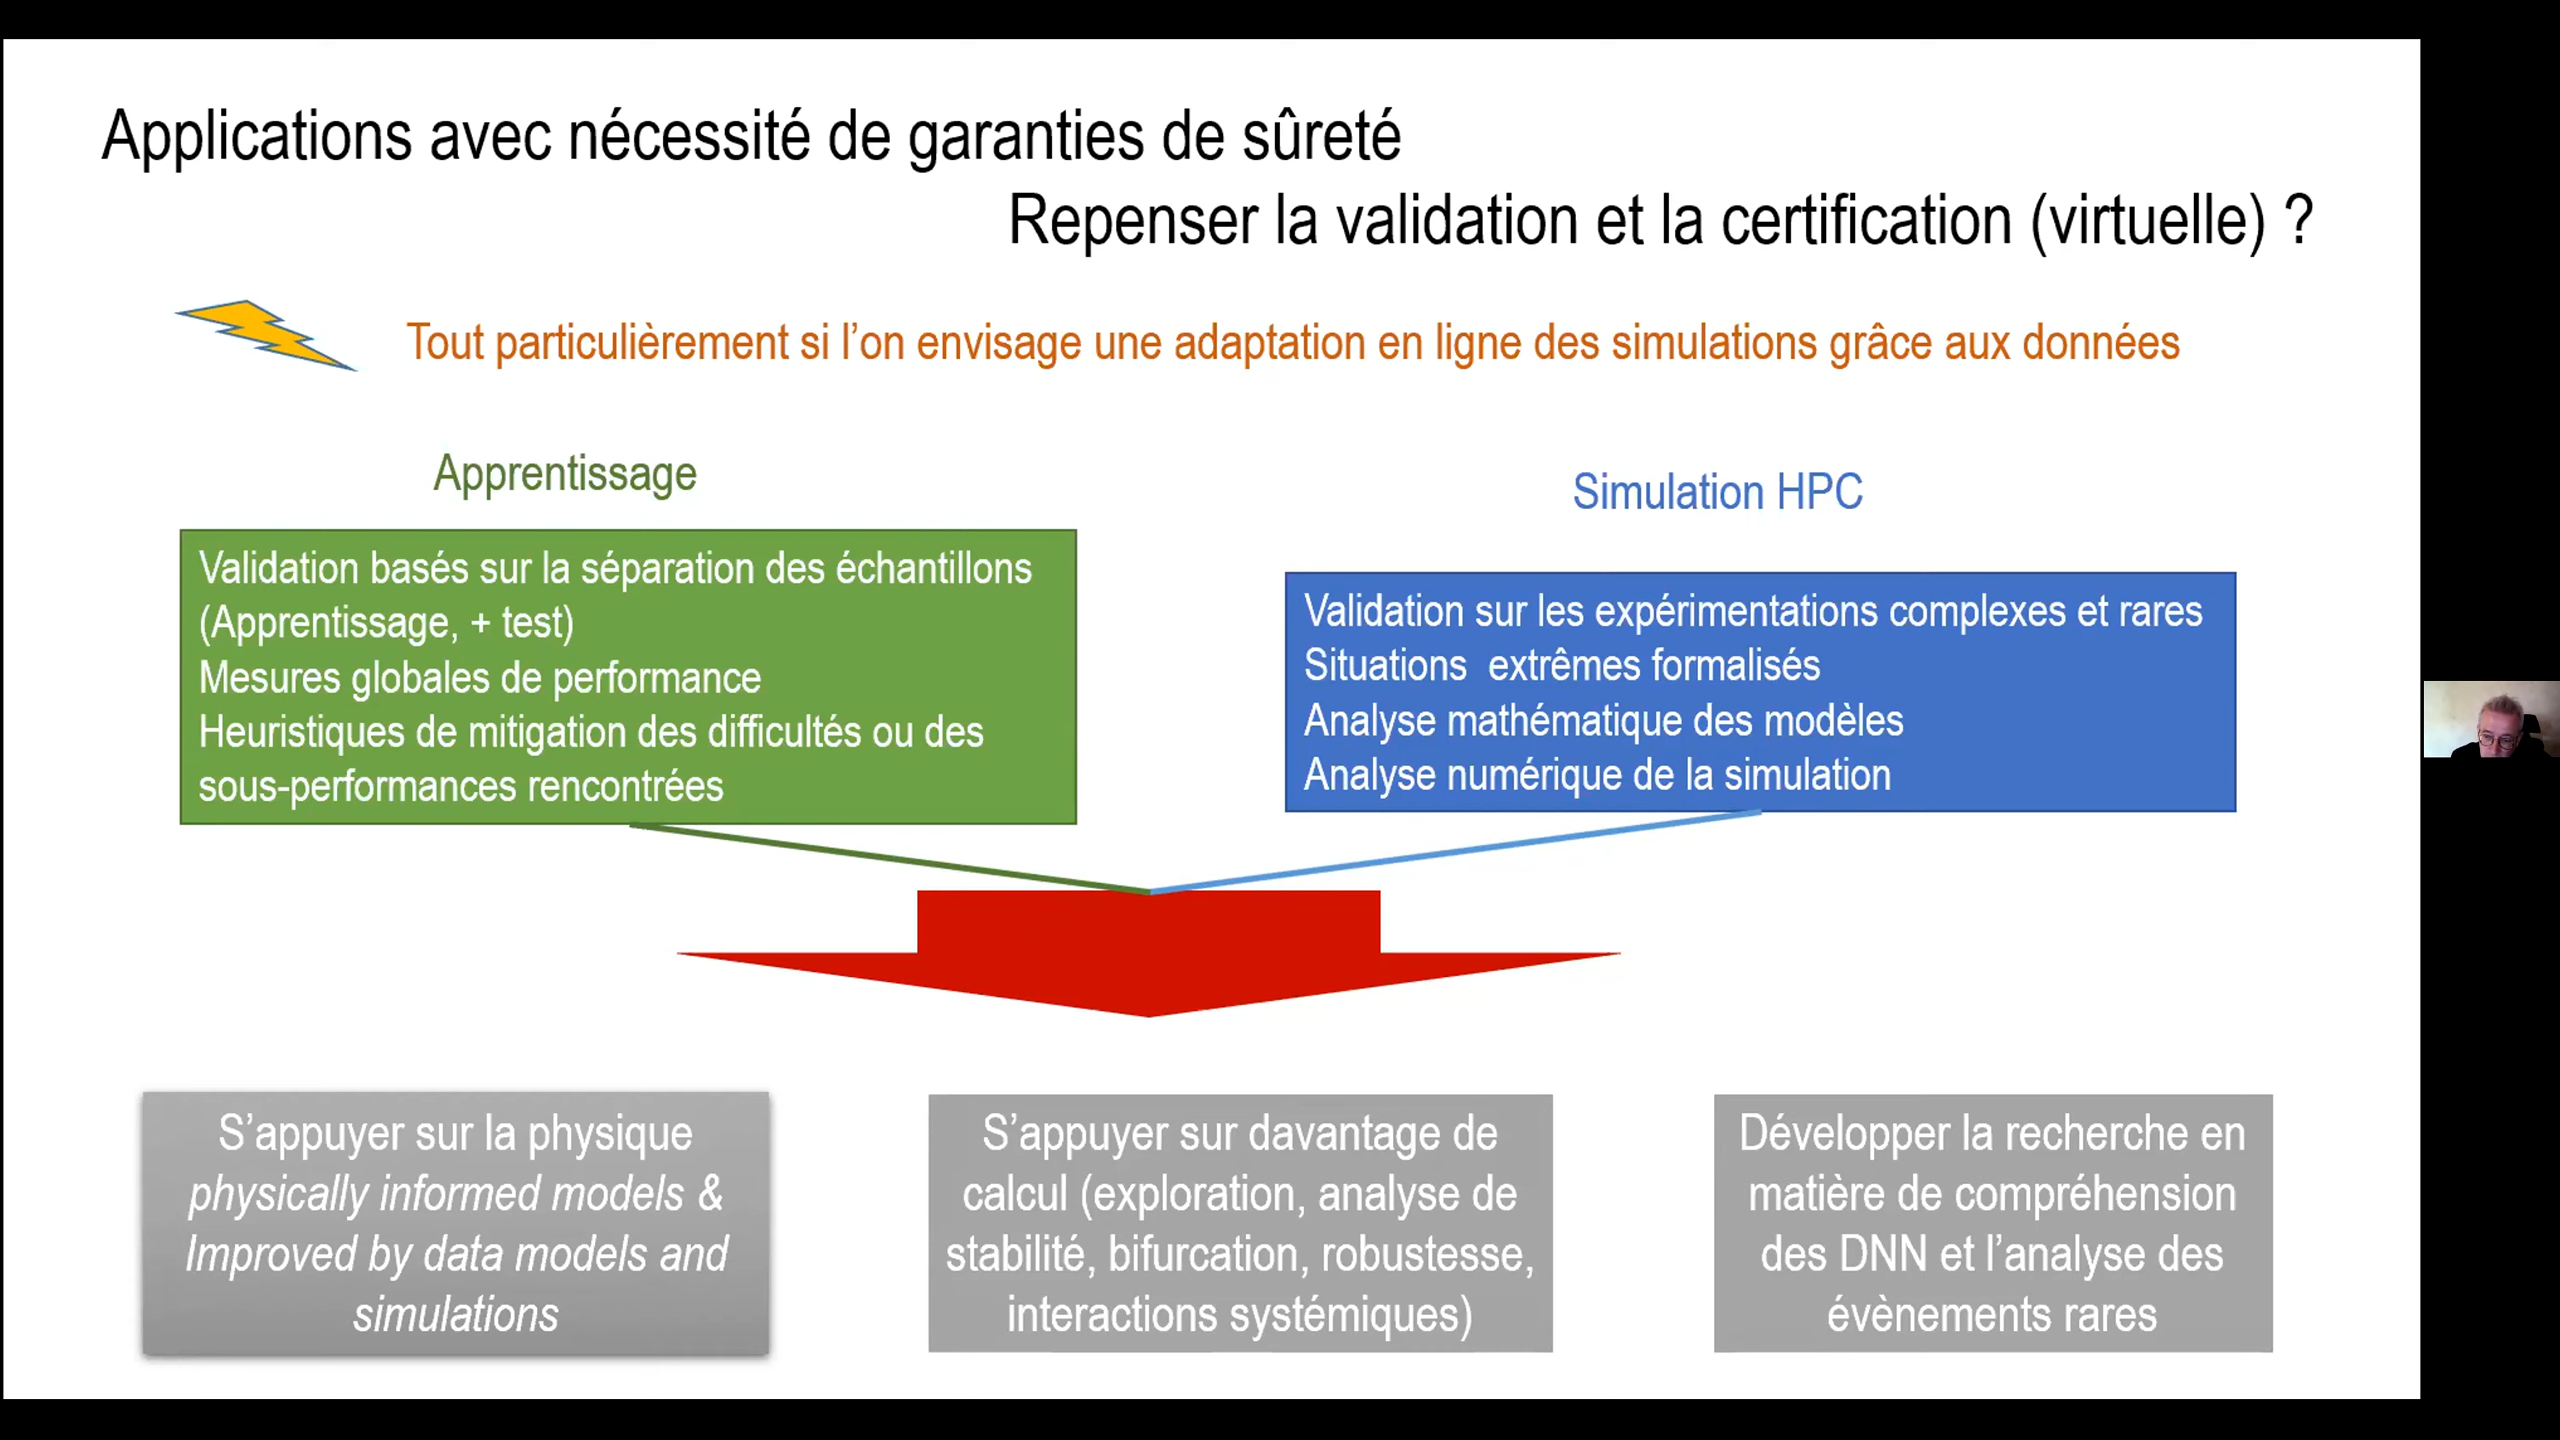 Applications avec nécessité de garanties de sûreté
Repenser la validation et la certification (virtuelle) ?
Tout particulièrement si l’on envisage une adaptation en ligne des simulations grâce aux données
Apprentissage
Validation basés sur la séparation des échantillons
(Apprentissage, + test)
Mesures globales de performance
Heuristiques de mitigation des difficultés ou des
sous-performances rencontrées
Simulation HPC
Validation sur les expérimentations complexes et rares
Situations  extrêmes formalisés
Analyse mathématique des modèles
Analyse numérique de la simulation
S’appuyer sur la physique
physically informed models &
Improved by data models and
simulations
S’appuyer sur davantage de
calcul (exploration, analyse de
stabilité, bifurcation, robustesse,
interactions systémiques)
Développer la recherche en
matière de compréhension
des DNN et l’analyse des
évènements rares